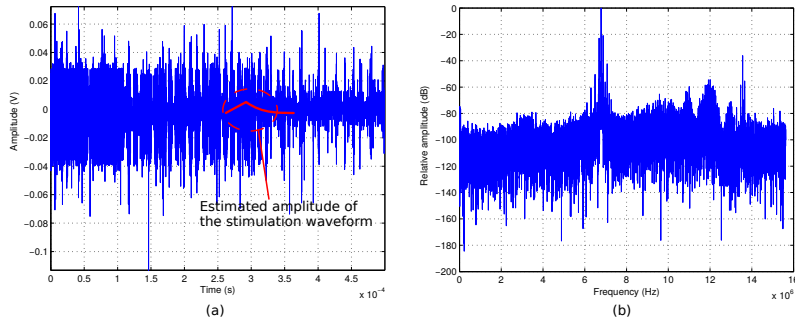 0.06
0.04
0.02
0
−0.02
−0.04
−0.06
−0.08
−0.1
Amplitude (V)
Estimated amplitude of
the stimulation waveform
0 0.5 1 1.5 2 2.5 3 3.5 4 4.5 5
Time (s)
x 10⁻⁴
(a)
0
−20
−40
−60
−80
−100
−120
−140
−160
−180
−200
Relative amplitude (dB)
0 2 4 6 8 10 12 14 16
Frequency (Hz)
x 10⁶
(b)